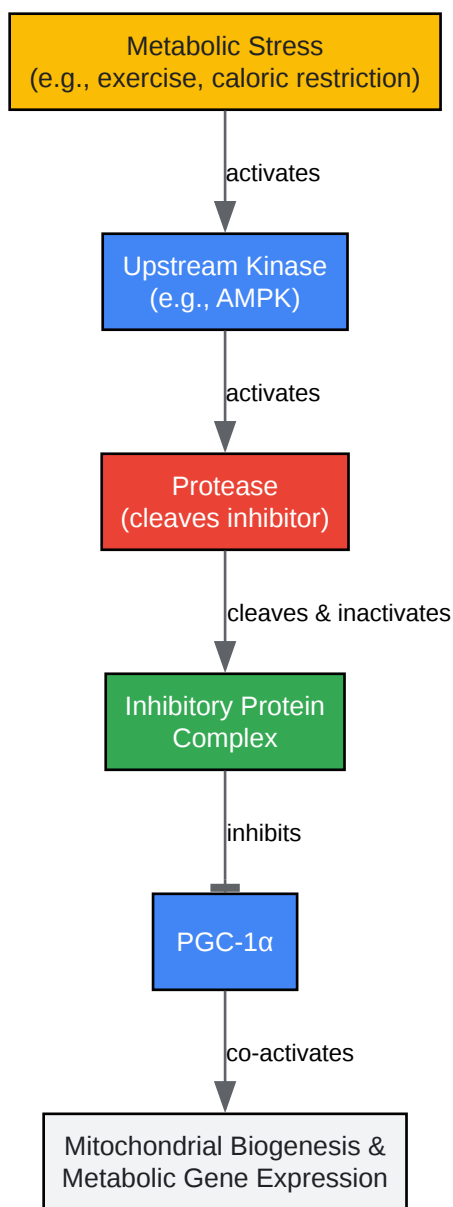 Metabolic Stress
(e.g., exercise, caloric restriction)
activates
Upstream Kinase
(e.g., AMPK)
activates
Protease
(cleaves inhibitor)
cleaves & inactivates
Inhibitory Protein
Complex
inhibits
PGC-1α
co-activates
Mitochondrial Biogenesis &
Metabolic Gene Expression